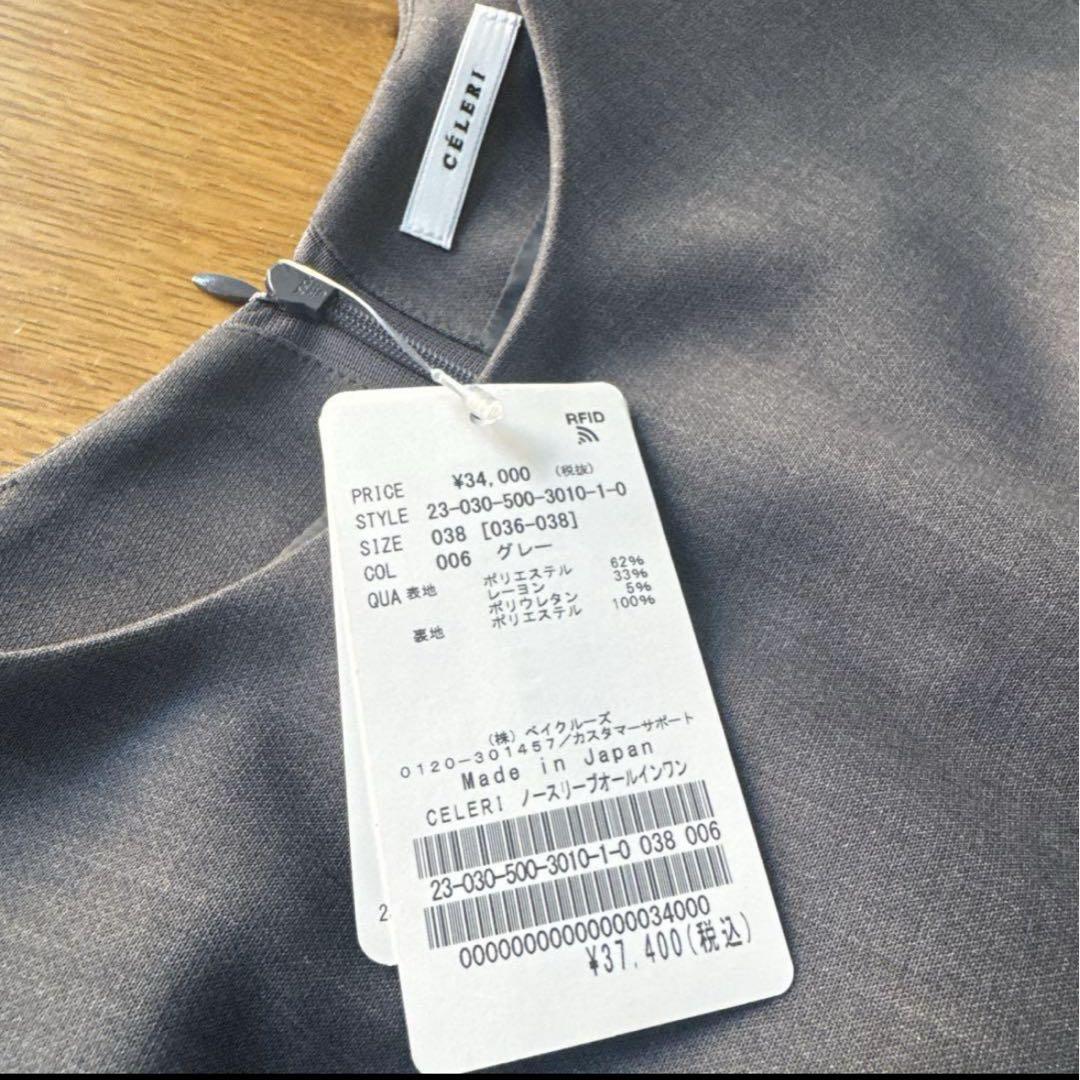 CÉLERI
RFID
PRICE ¥34,000 (税抜)
STYLE 23-030-500-3010-1-0
SIZE 038 [036-038]
COL 006 グレー
QUA 表地 ポリエステル 62%
レーヨン 33%
ポリウレタン 5%
裏地 ポリエステル 100%
(株) ベイクルーズ
0120-301457/カスタマーサポート
Made in Japan
CELERI ノースリーブオールインワン
23-030-500-3010-1-0 038 006
00000000000000034000
¥37,400(税込)
2